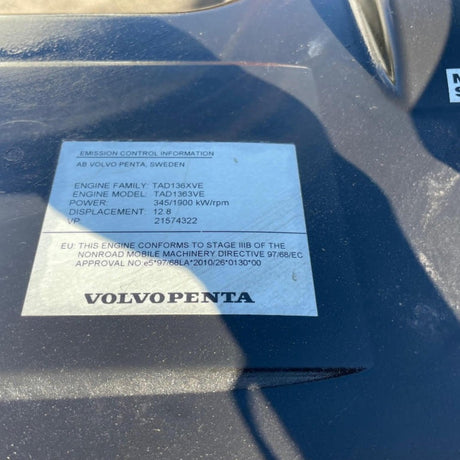 EMISSION CONTROL INFORMATION
AB VOLVO PENTA, SWEDEN
ENGINE FAMILY: TAD136XVE
ENGINE MODEL: TAD1363VE
POWER: 345/1900 kW/rpm
DISPLACEMENT: 12.8
VP: 21574322
EU: THIS ENGINE CONFORMS TO STAGE IIIB OF THE
NONROAD MOBILE MACHINERY DIRECTIVE 97/68/EC
APPROVAL NO: e5*97/68LA*2010/26*0130*00
VOLVO PENTA